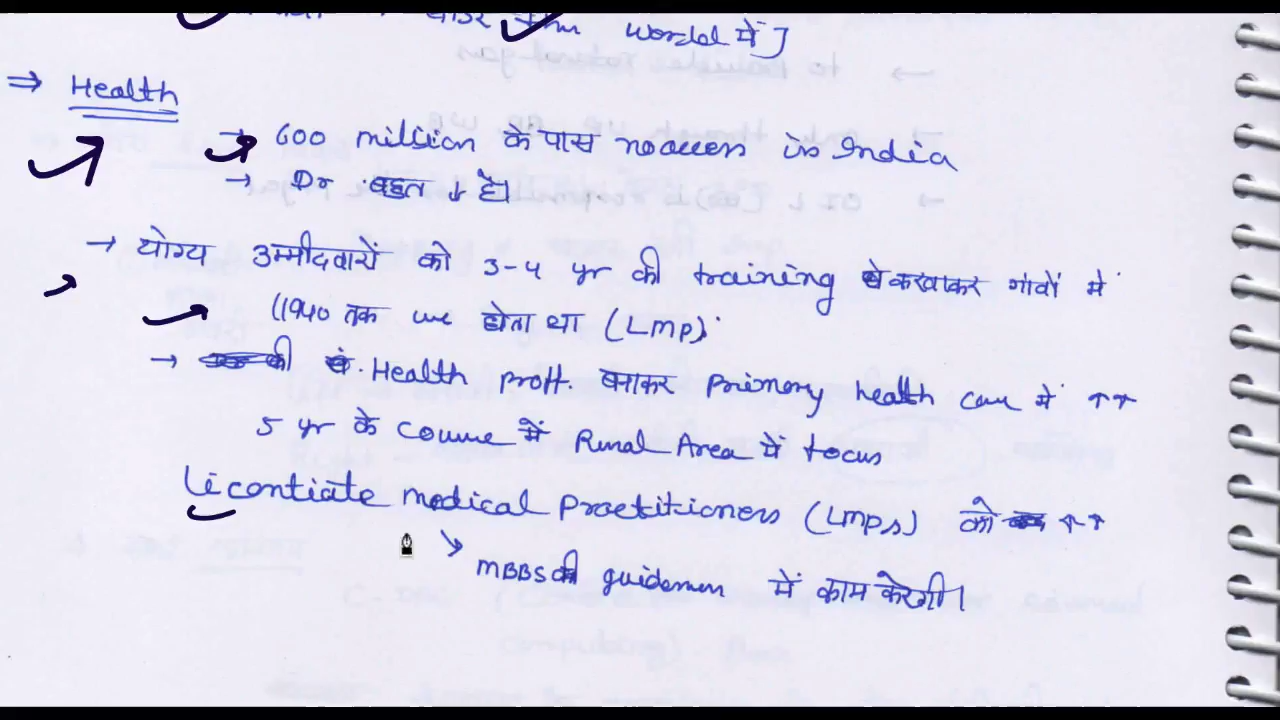 World में]
⇒ Health
→ 600 million के पास no access in India
→ Dr बहुत ↓ है।
→ योग्य उम्मीदवारों को 3-4 yr की training करवाकर गांवों में
(1940 तक use होता था (LMP).
→ Health proff. बनाकर primary health care में ↑↑
5 yr के course में Rural Area में focus
Licentiate medical Practitioners (LMPs) को ↑↑
MBBS की guidence में काम करेगी।